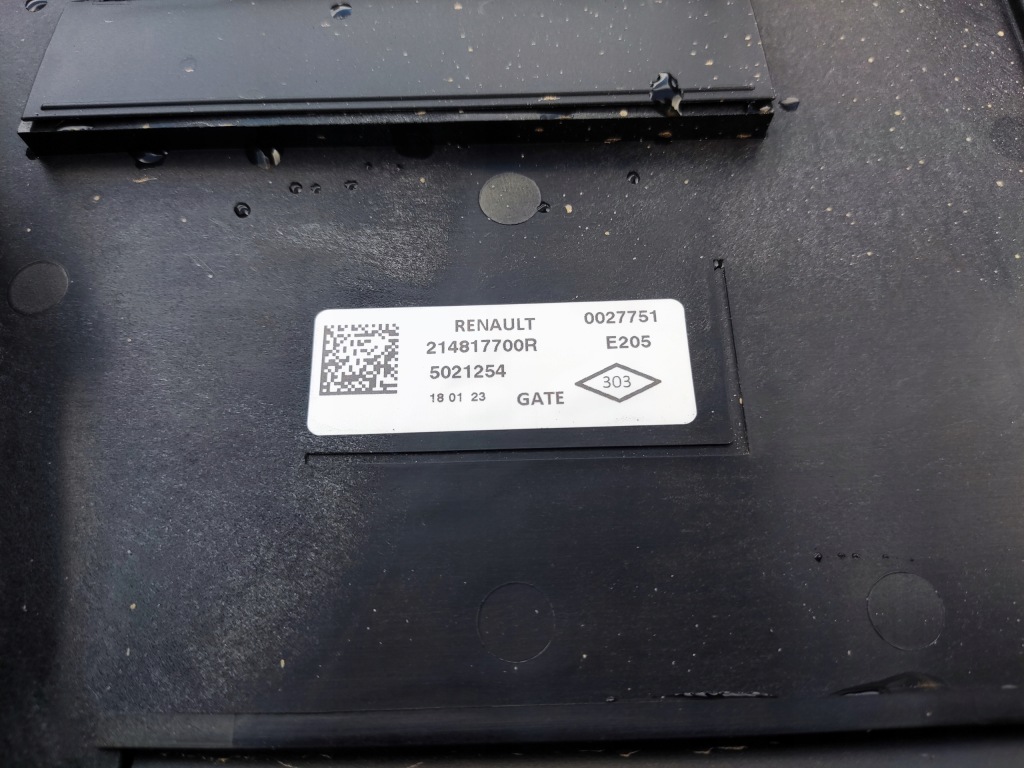 RENAULT 0027751
214817700R E205
5021254
303
18 01 23 GATE